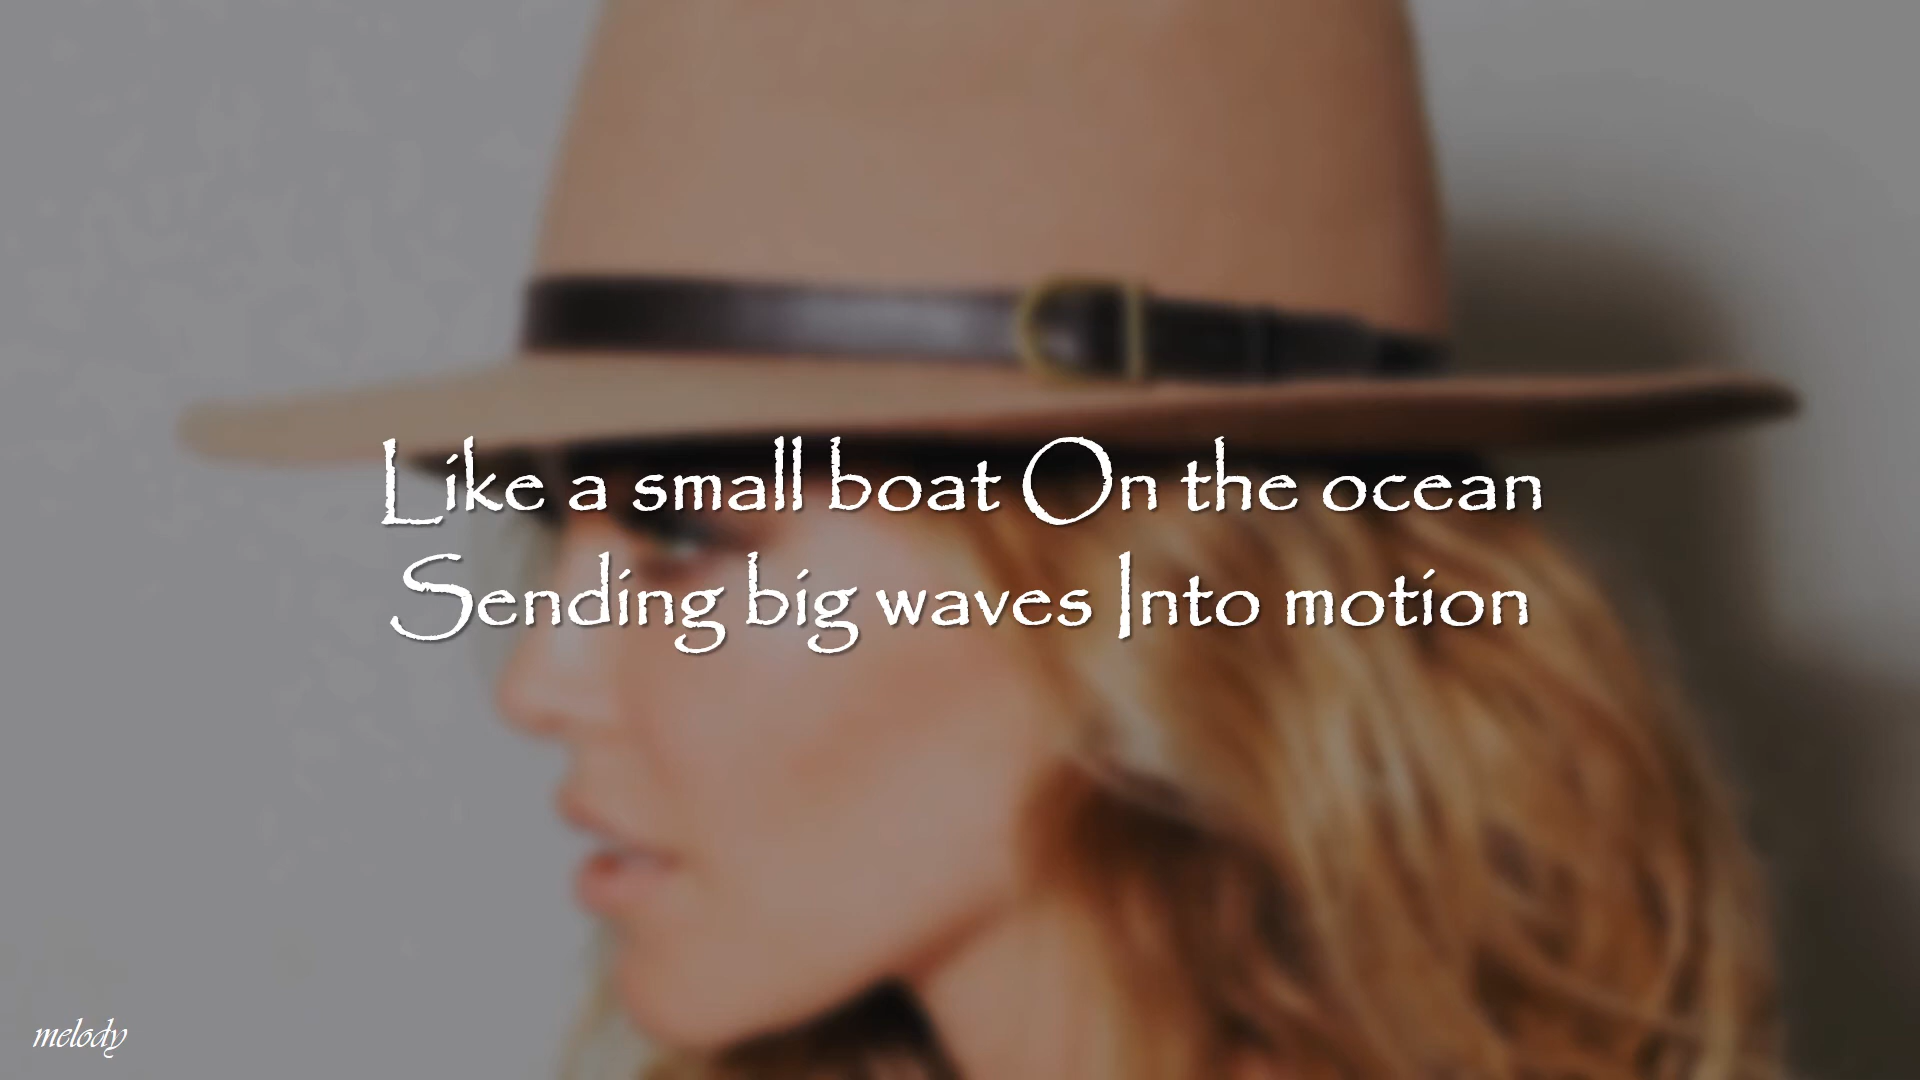 Like a small boat On the ocean
Sending big waves Into motion
melody